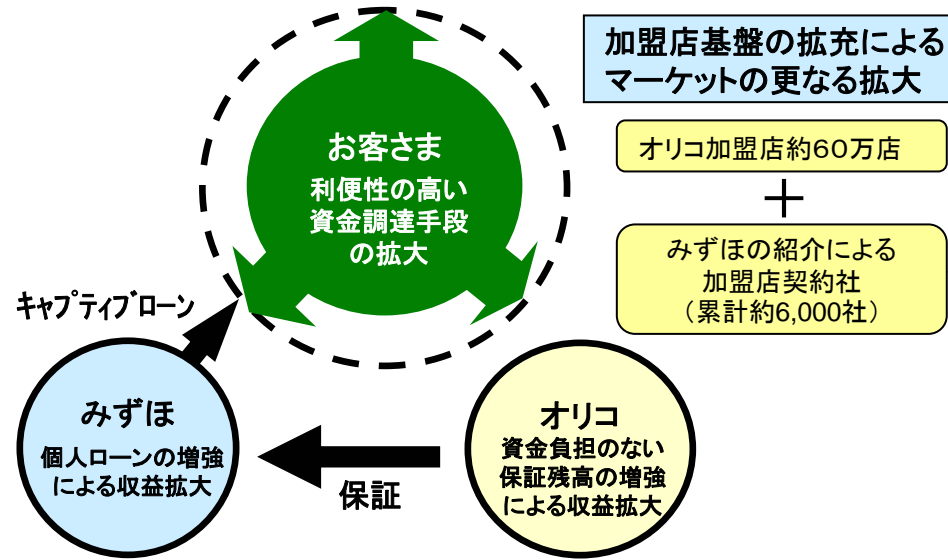 加盟店基盤の拡充による
マーケットの更なる拡大
オリコ加盟店約60万店
+
みずほの紹介による
加盟店契約社
（累計約6,000社）
お客さま
利便性の高い
資金調達手段
の拡大
キャプティブローン
みずほ
個人ローンの増強
による収益拡大
保証
オリコ
資金負担のない
保証残高の増強
による収益拡大